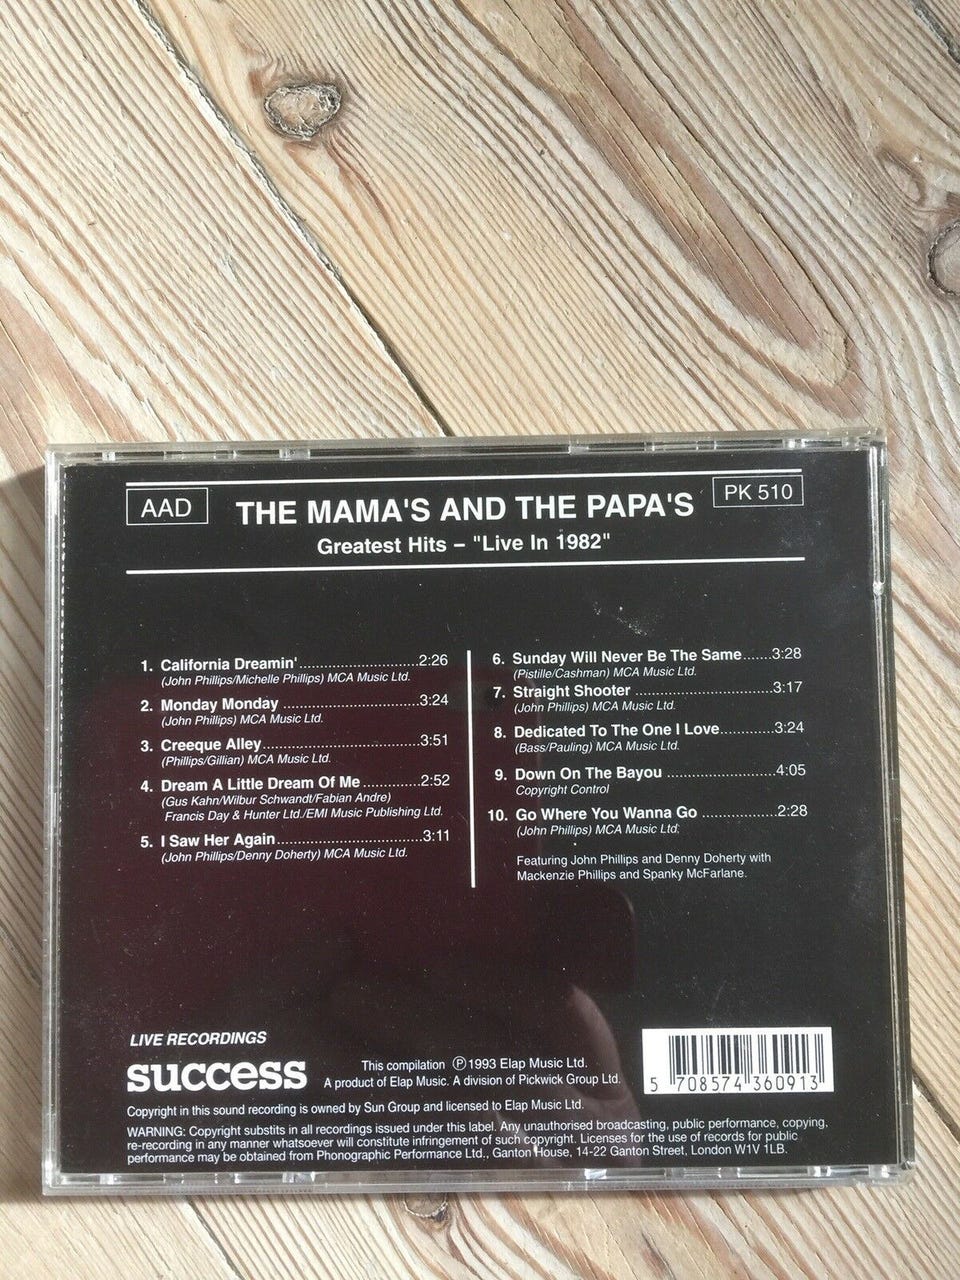 AAD
THE MAMA'S AND THE PAPA'S
PK 510
Greatest Hits – "Live In 1982"
1. California Dreamin'..............................2:26
(John Phillips/Michelle Phillips) MCA Music Ltd.
2. Monday Monday ..................................3:24
(John Phillips) MCA Music Ltd.
3. Creeque Alley.......................................3:51
(Phillips/Gillian) MCA Music Ltd.
4. Dream A Little Dream Of Me..............2:52
(Gus Kahn/Wilbur Schwandt/Fabian Andre)
Francis Day & Hunter Ltd./EMI Music Publishing Ltd.
5. I Saw Her Again....................................3:11
(John Phillips/Denny Doherty) MCA Music Ltd.
6. Sunday Will Never Be The Same.......3:28
(Pistille/Cashman) MCA Music Ltd.
7. Straight Shooter ..................................3:17
(John Phillips) MCA Music Ltd.
8. Dedicated To The One I Love.............3:24
(Bass/Pauling) MCA Music Ltd.
9. Down On The Bayou ...........................4:05
Copyright Control
10. Go Where You Wanna Go ..................2:28
(John Phillips) MCA Music Ltd.
Featuring John Phillips and Denny Doherty with
Mackenzie Phillips and Spanky McFarlane.
LIVE RECORDINGS
success
This compilation ℗1993 Elap Music Ltd.
A product of Elap Music. A division of Pickwick Group Ltd.
5 708574 360913
Copyright in this sound recording is owned by Sun Group and licensed to Elap Music Ltd.
WARNING: Copyright substits in all recordings issued under this label. Any unauthorised broadcasting, public performance, copying,
re-recording in any manner whatsoever will constitute infringement of such copyright. Licenses for the use of records for public
performance may be obtained from Phonographic Performance Ltd., Ganton House, 14-22 Ganton Street, London W1V 1LB.